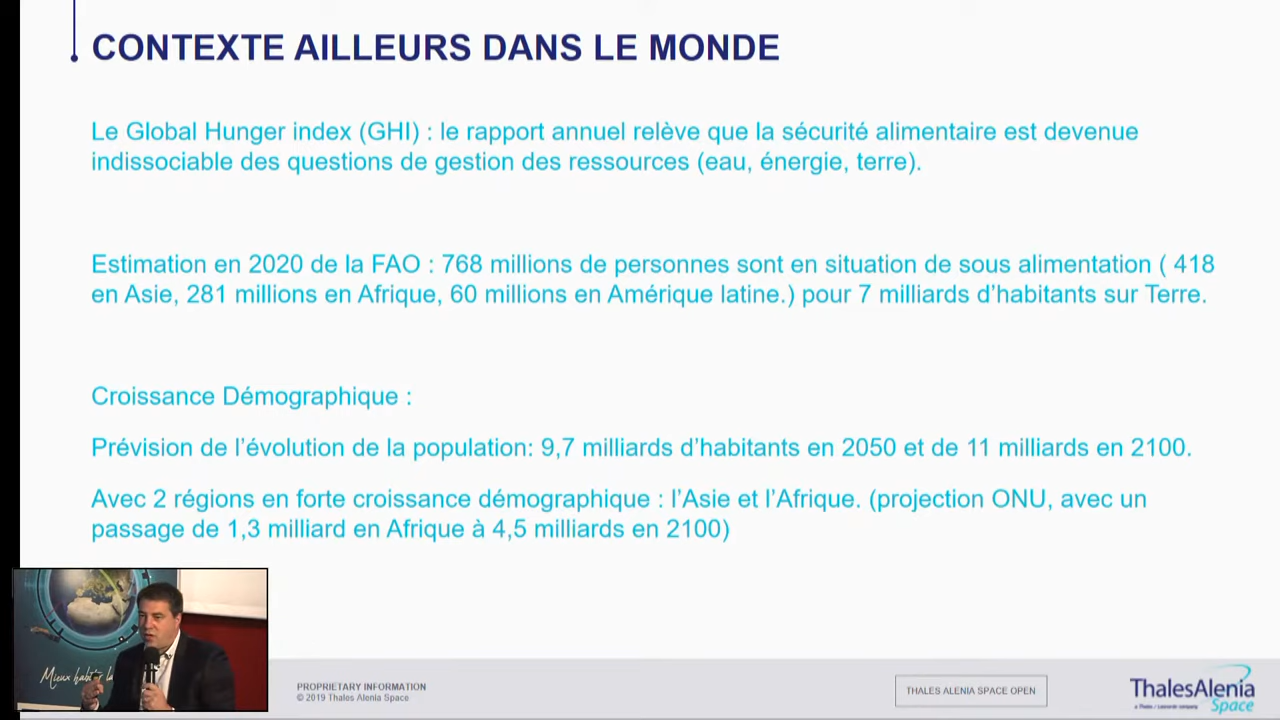 CONTEXTE AILLEURS DANS LE MONDE
Le Global Hunger index (GHI) : le rapport annuel relève que la sécurité alimentaire est devenue
indissociable des questions de gestion des ressources (eau, énergie, terre).
Estimation en 2020 de la FAO : 768 millions de personnes sont en situation de sous alimentation ( 418
en Asie, 281 millions en Afrique, 60 millions en Amérique latine.) pour 7 milliards d’habitants sur Terre.
Croissance Démographique :
Prévision de l’évolution de la population: 9,7 milliards d’habitants en 2050 et de 11 milliards en 2100.
Avec 2 régions en forte croissance démographique : l’Asie et l’Afrique. (projection ONU, avec un
passage de 1,3 milliard en Afrique à 4,5 milliards en 2100)
Mieux habiter la
PROPRIETARY INFORMATION
© 2019 Thales Alenia Space
THALES ALENIA SPACE OPEN
ThalesAlenia
a Thales / Leonardo company
Space